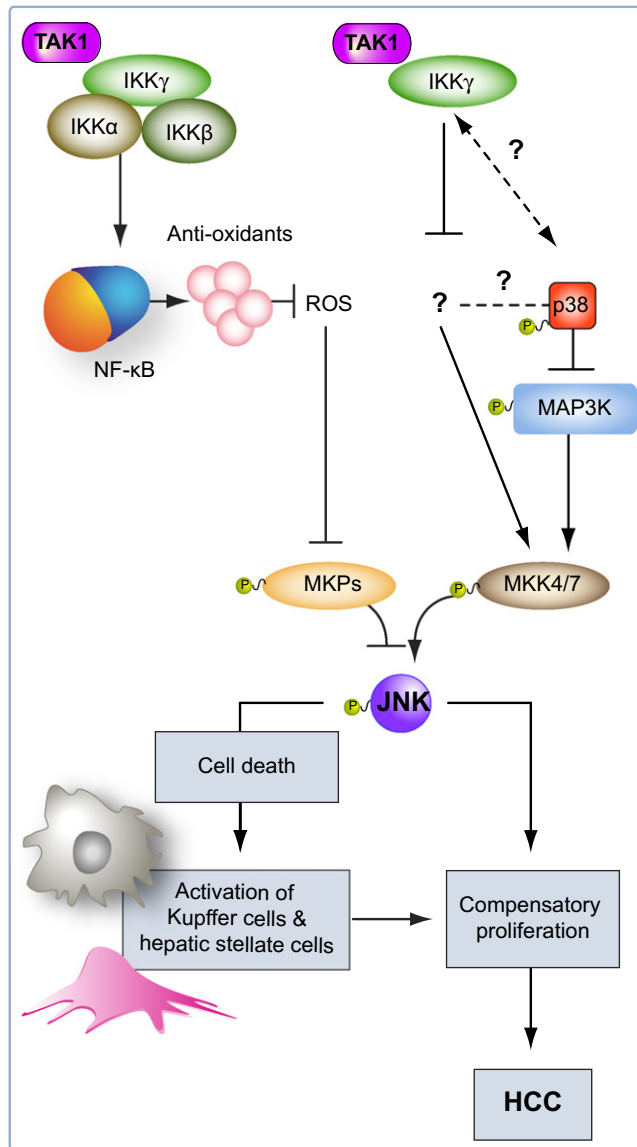 TAK1
IKKγ
IKKα
IKKβ
Anti-oxidants
NF-κB
ROS
TAK1
IKKγ
?
?
?
p38
P
P
MAP3K
P
MKPs
P
MKK4/7
P
JNK
Cell death
Activation of
Kupffer cells &
hepatic stellate cells
Compensatory
proliferation
HCC